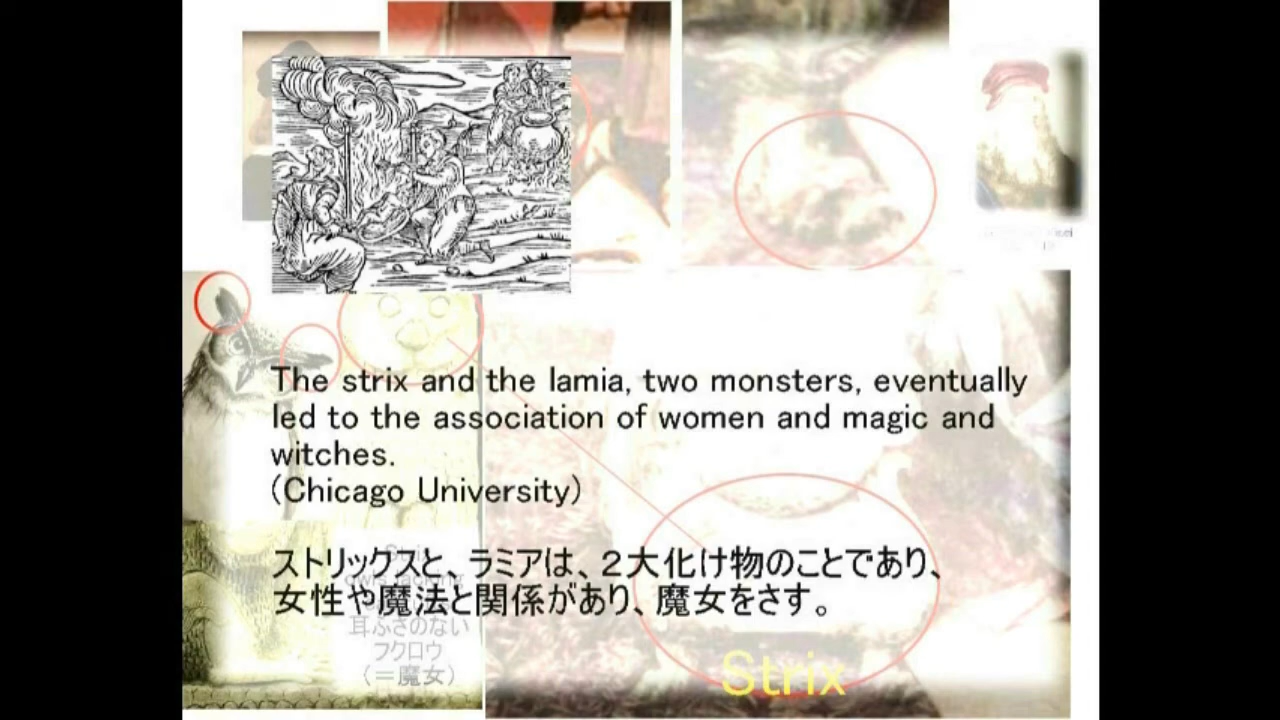 The strix and the lamia, two monsters, eventually
led to the association of women and magic and
witches.
(Chicago University)
ストリックスと、ラミアは、２大化け物のことであり、
女性や魔法と関係があり、魔女をさす。
耳ふさのない
フクロウ
（＝魔女）
Strix